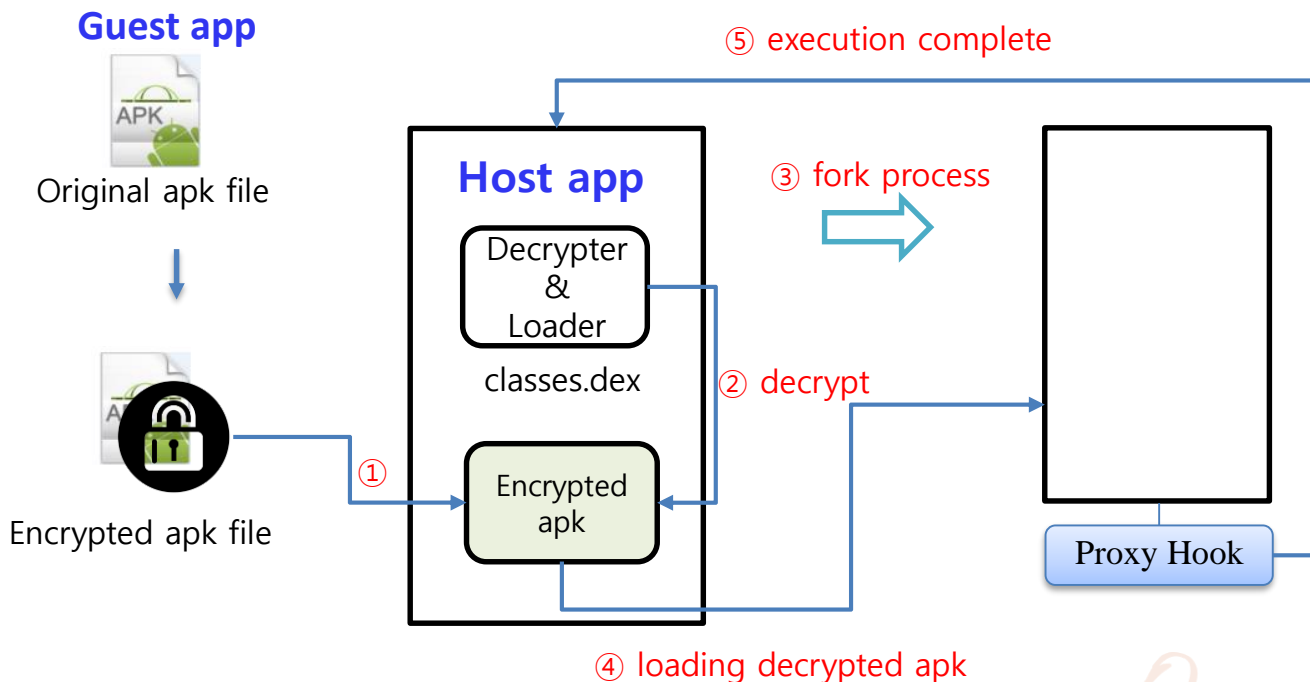 Guest app
APK
Original apk file
A
Encrypted apk file
①
Host app
Decrypter
&
Loader
classes.dex
② decrypt
Encrypted
apk
③ fork process
④ loading decrypted apk
⑤ execution complete
Proxy Hook